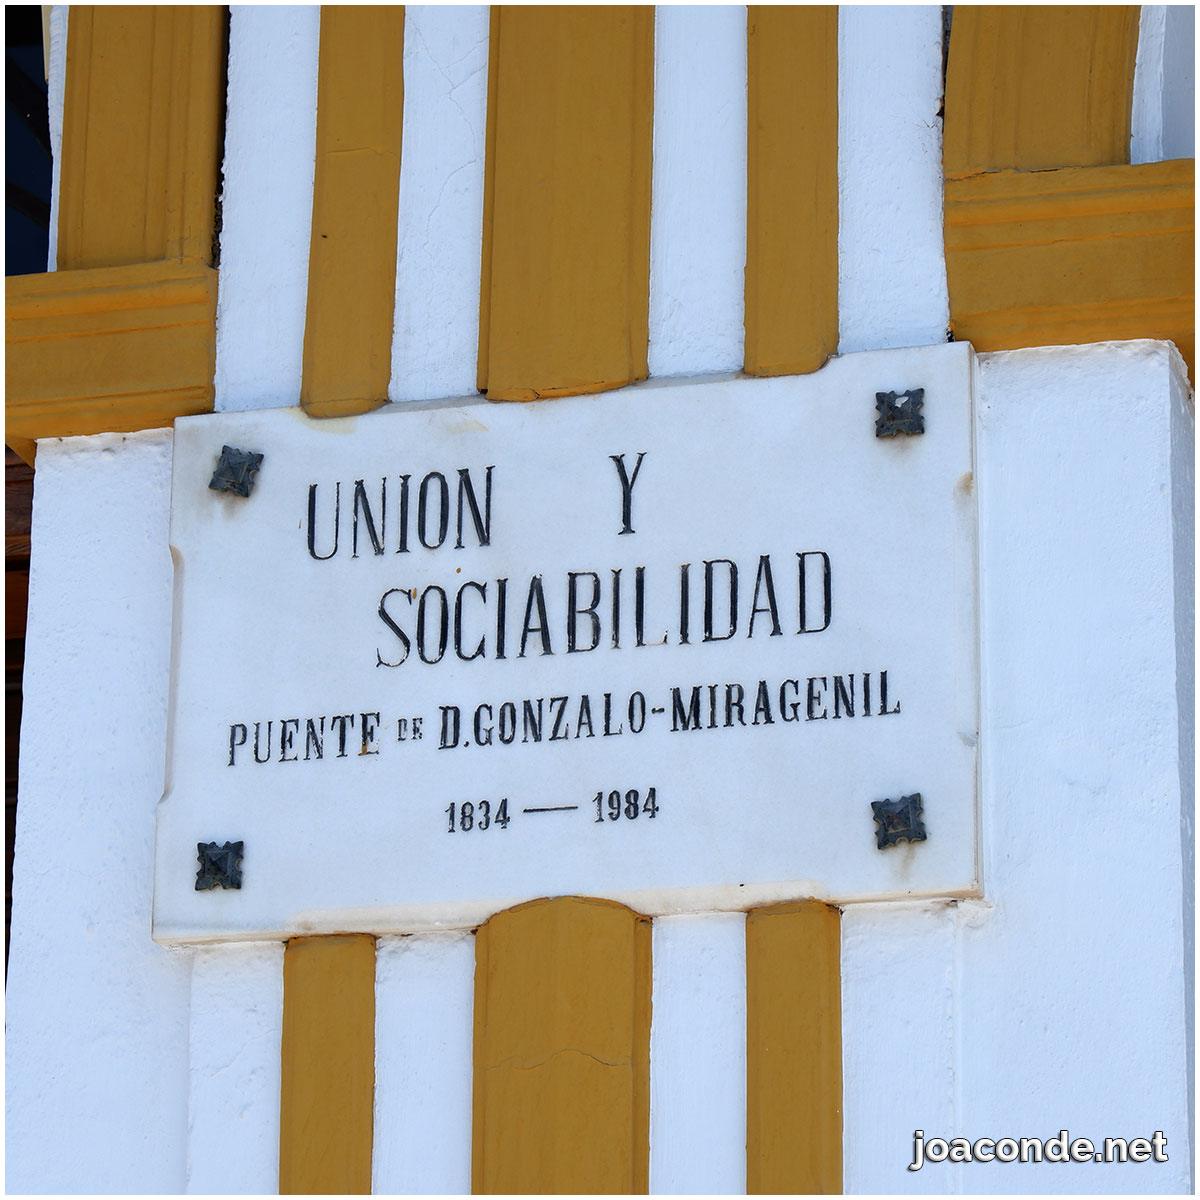 UNION Y
SOCIABILIDAD
PUENTE DE D.GONZALO-MIRAGENIL
1834 — 1984
joaconde.net